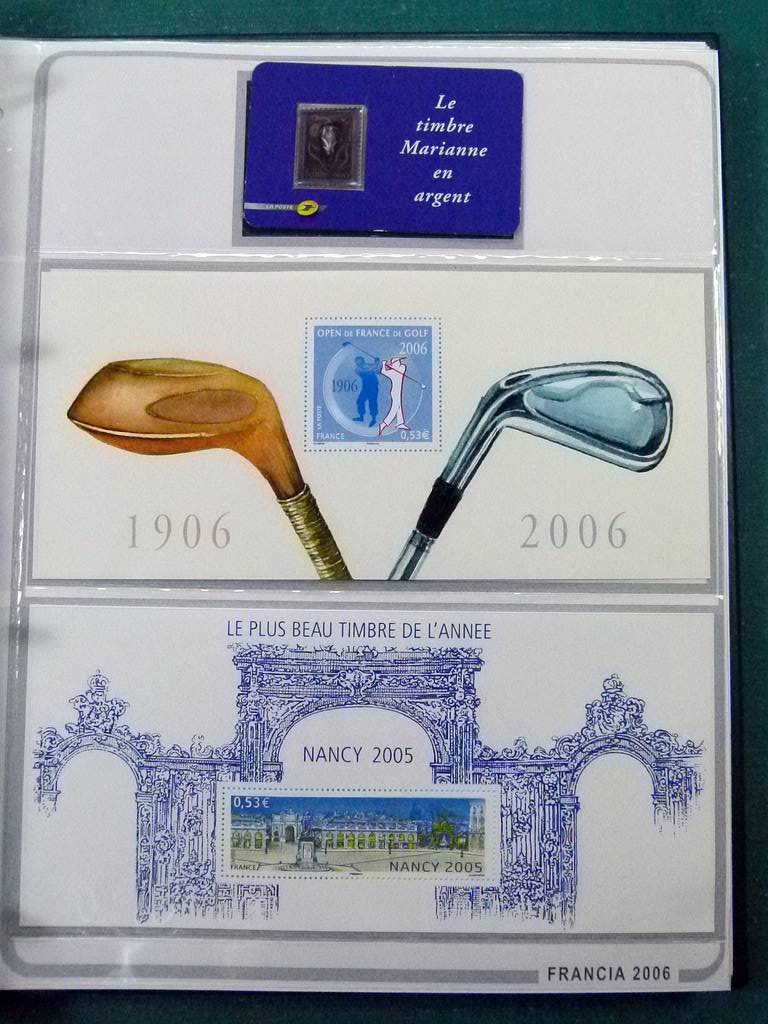 Le
timbre
Marianne
en
argent
LA POSTE
OPEN DE FRANCE DE GOLF
2006
1906
LA POSTE
FRANCE
0,53€
1906
2006
LE PLUS BEAU TIMBRE DE L'ANNEE
NANCY 2005
0,53€
FRANCE
NANCY 2005
FRANCIA 2006